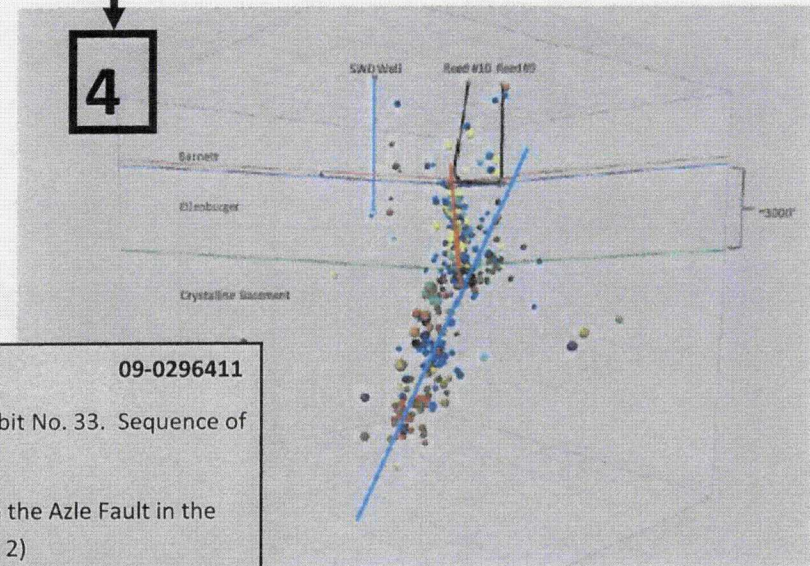 4
SWD Well Reed #10 Reed #9
Barnett
Ellenburger
~3000'
Crystalline Basement
09-0296411
bit No. 33. Sequence of
the Azle Fault in the
2)